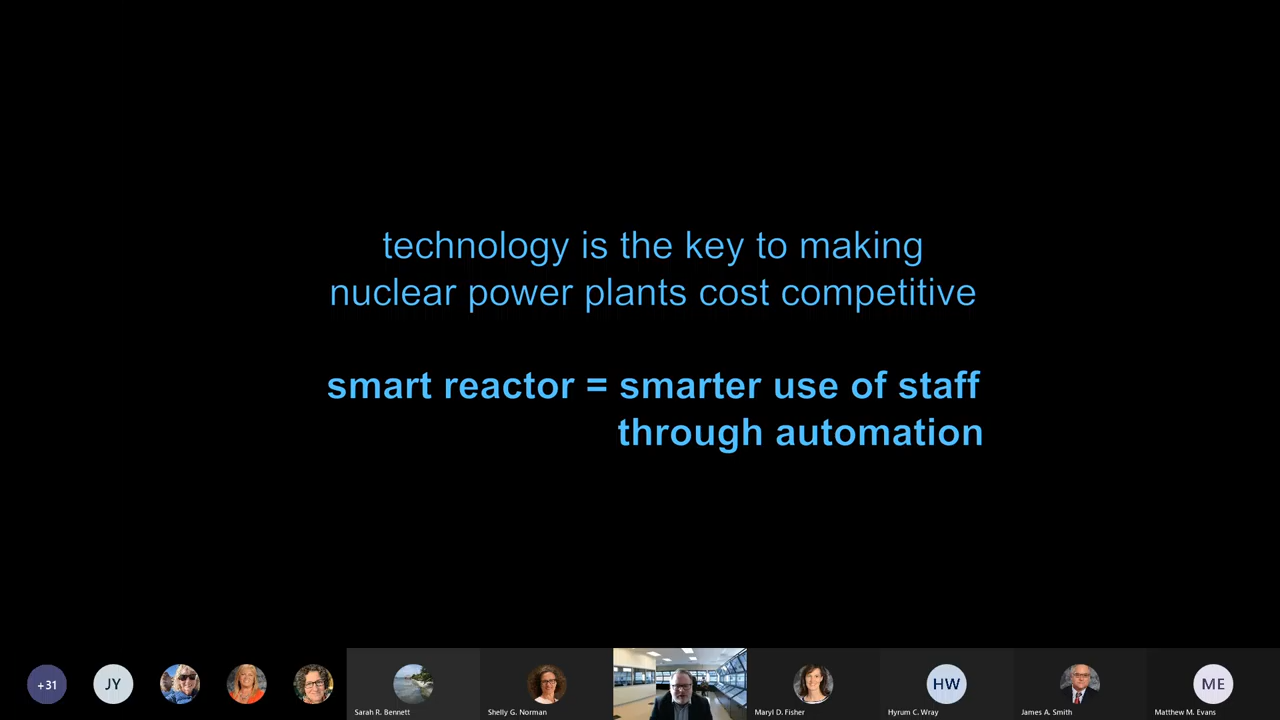 technology is the key to making
nuclear power plants cost competitive
smart reactor = smarter use of staff
through automation
+31
JY
HW
ME
Sarah R. Bennett
Shelly G. Norman
Maryl D. Fisher
Hyrum C. Wray
James A. Smith
Matthew M. Evans